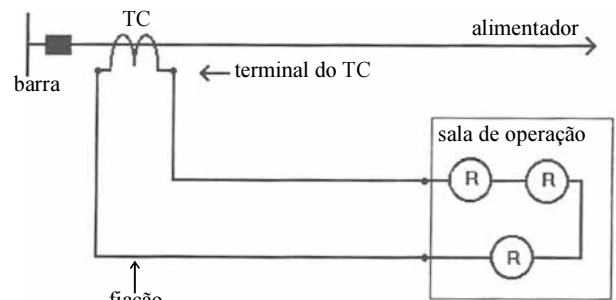 TC
alimentador
terminal do TC
barra
sala de operação
R
R
R
fiação